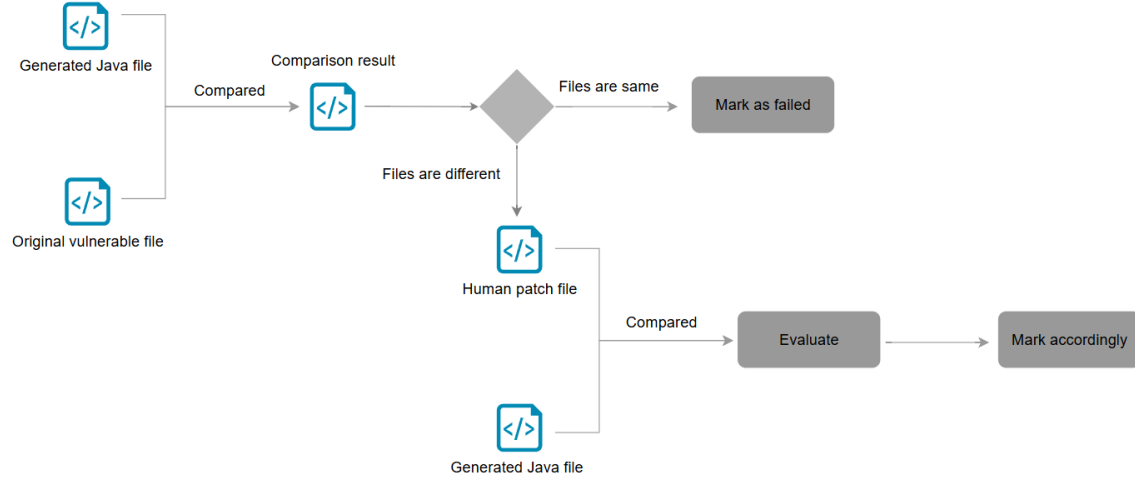 Generated Java file
Compared
Original vulnerable file
Comparison result
Files are same
Mark as failed
Files are different
Human patch file
Compared
Generated Java file
Evaluate
Mark accordingly